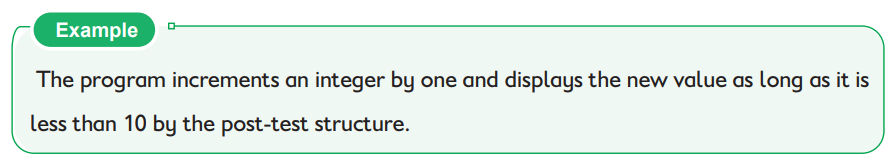 Example
The program increments an integer by one and displays the new value as long as it is
less than 10 by the post-test structure.